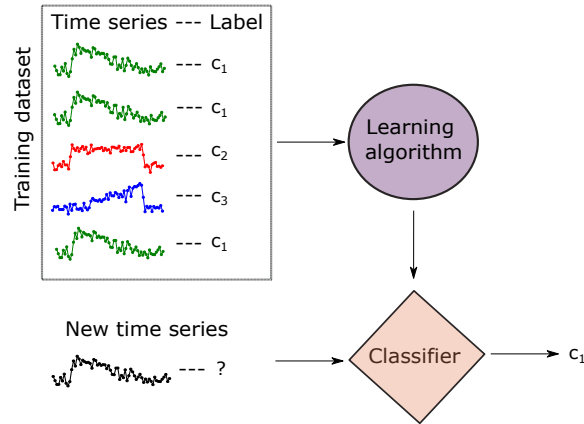 Time series --- Label
Training dataset
--- c₁
--- c₁
--- c₂
--- c₃
--- c₁
Learning
algorithm
New time series
--- ?
Classifier
c₁